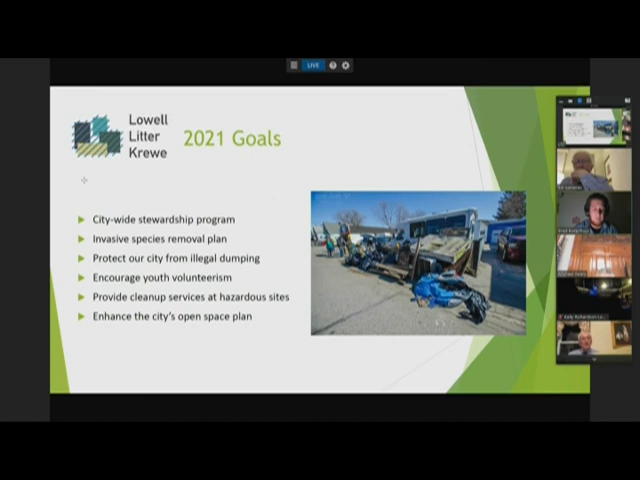 LIVE
Lowell
Litter
Krewe
2021 Goals
City-wide stewardship program
Invasive species removal plan
Protect our city from illegal dumping
Encourage youth volunteerism
Provide cleanup services at hazardous sites
Enhance the city's open space plan